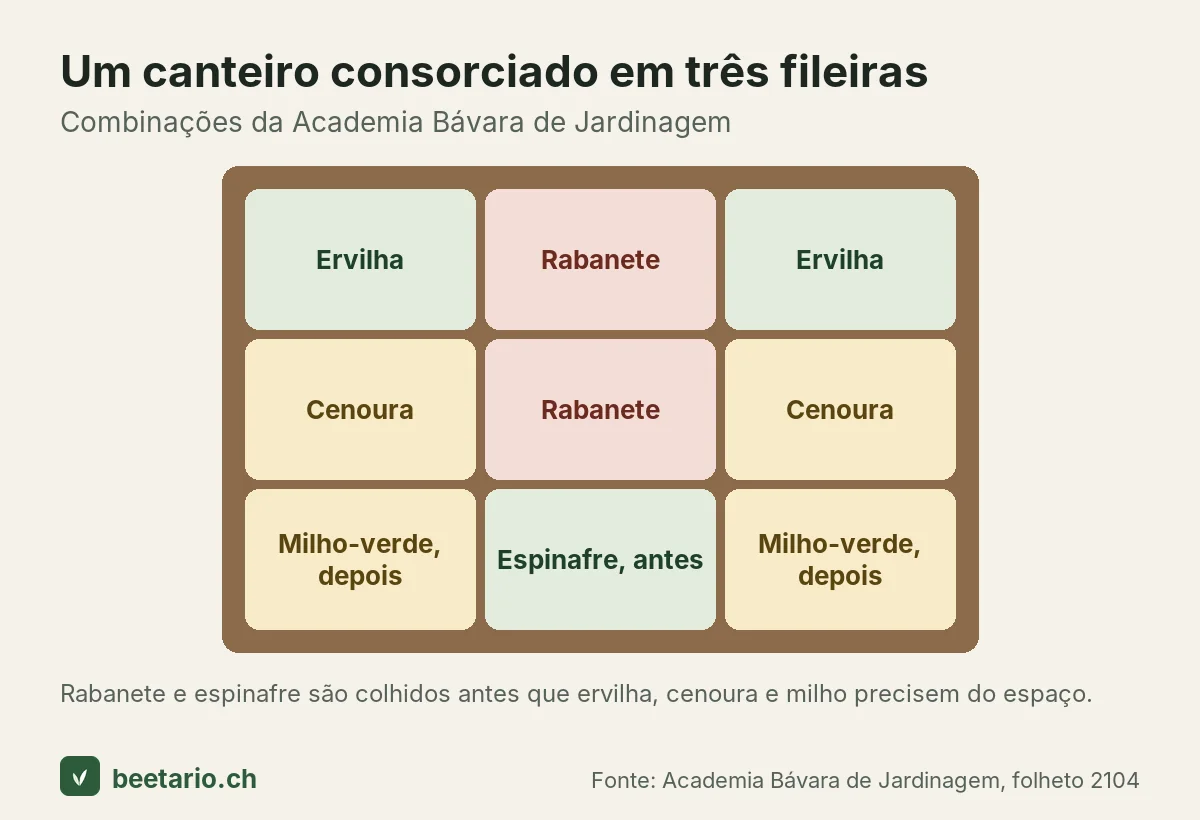 Um canteiro consorciado em três fileiras
Combinações da Academia Bávara de Jardinagem
Ervilha
Rabanete
Ervilha
Cenoura
Rabanete
Cenoura
Milho-verde,
depois
Espinafre, antes
Milho-verde,
depois
Rabanete e espinafre são colhidos antes que ervilha, cenoura e milho precisem do espaço.
beetario.ch
Fonte: Academia Bávara de Jardinagem, folheto 2104